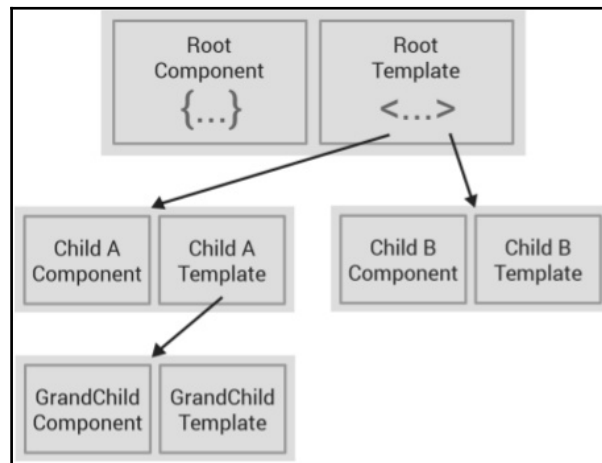 Root
Component
{...}
Root
Template
<...>
Child A
Component
Child A
Template
Child B
Component
Child B
Template
GrandChild
Component
GrandChild
Template